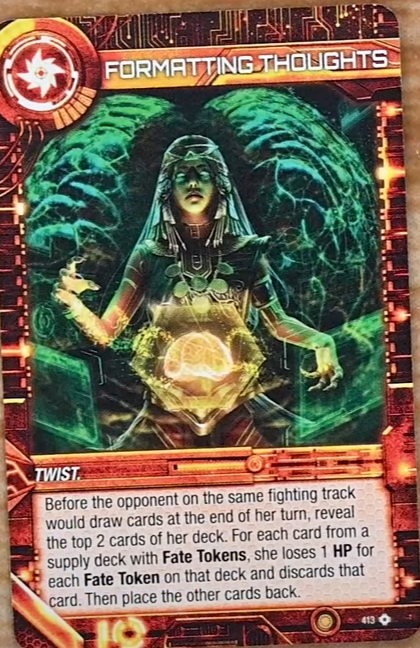 FORMATTING THOUGHTS
TWIST.
Before the opponent on the same fighting track
would draw cards at the end of her turn, reveal
the top 2 cards of her deck. For each card from a
supply deck with Fate Tokens, she loses 1 HP for
each Fate Token on that deck and discards that
card. Then place the other cards back.
413